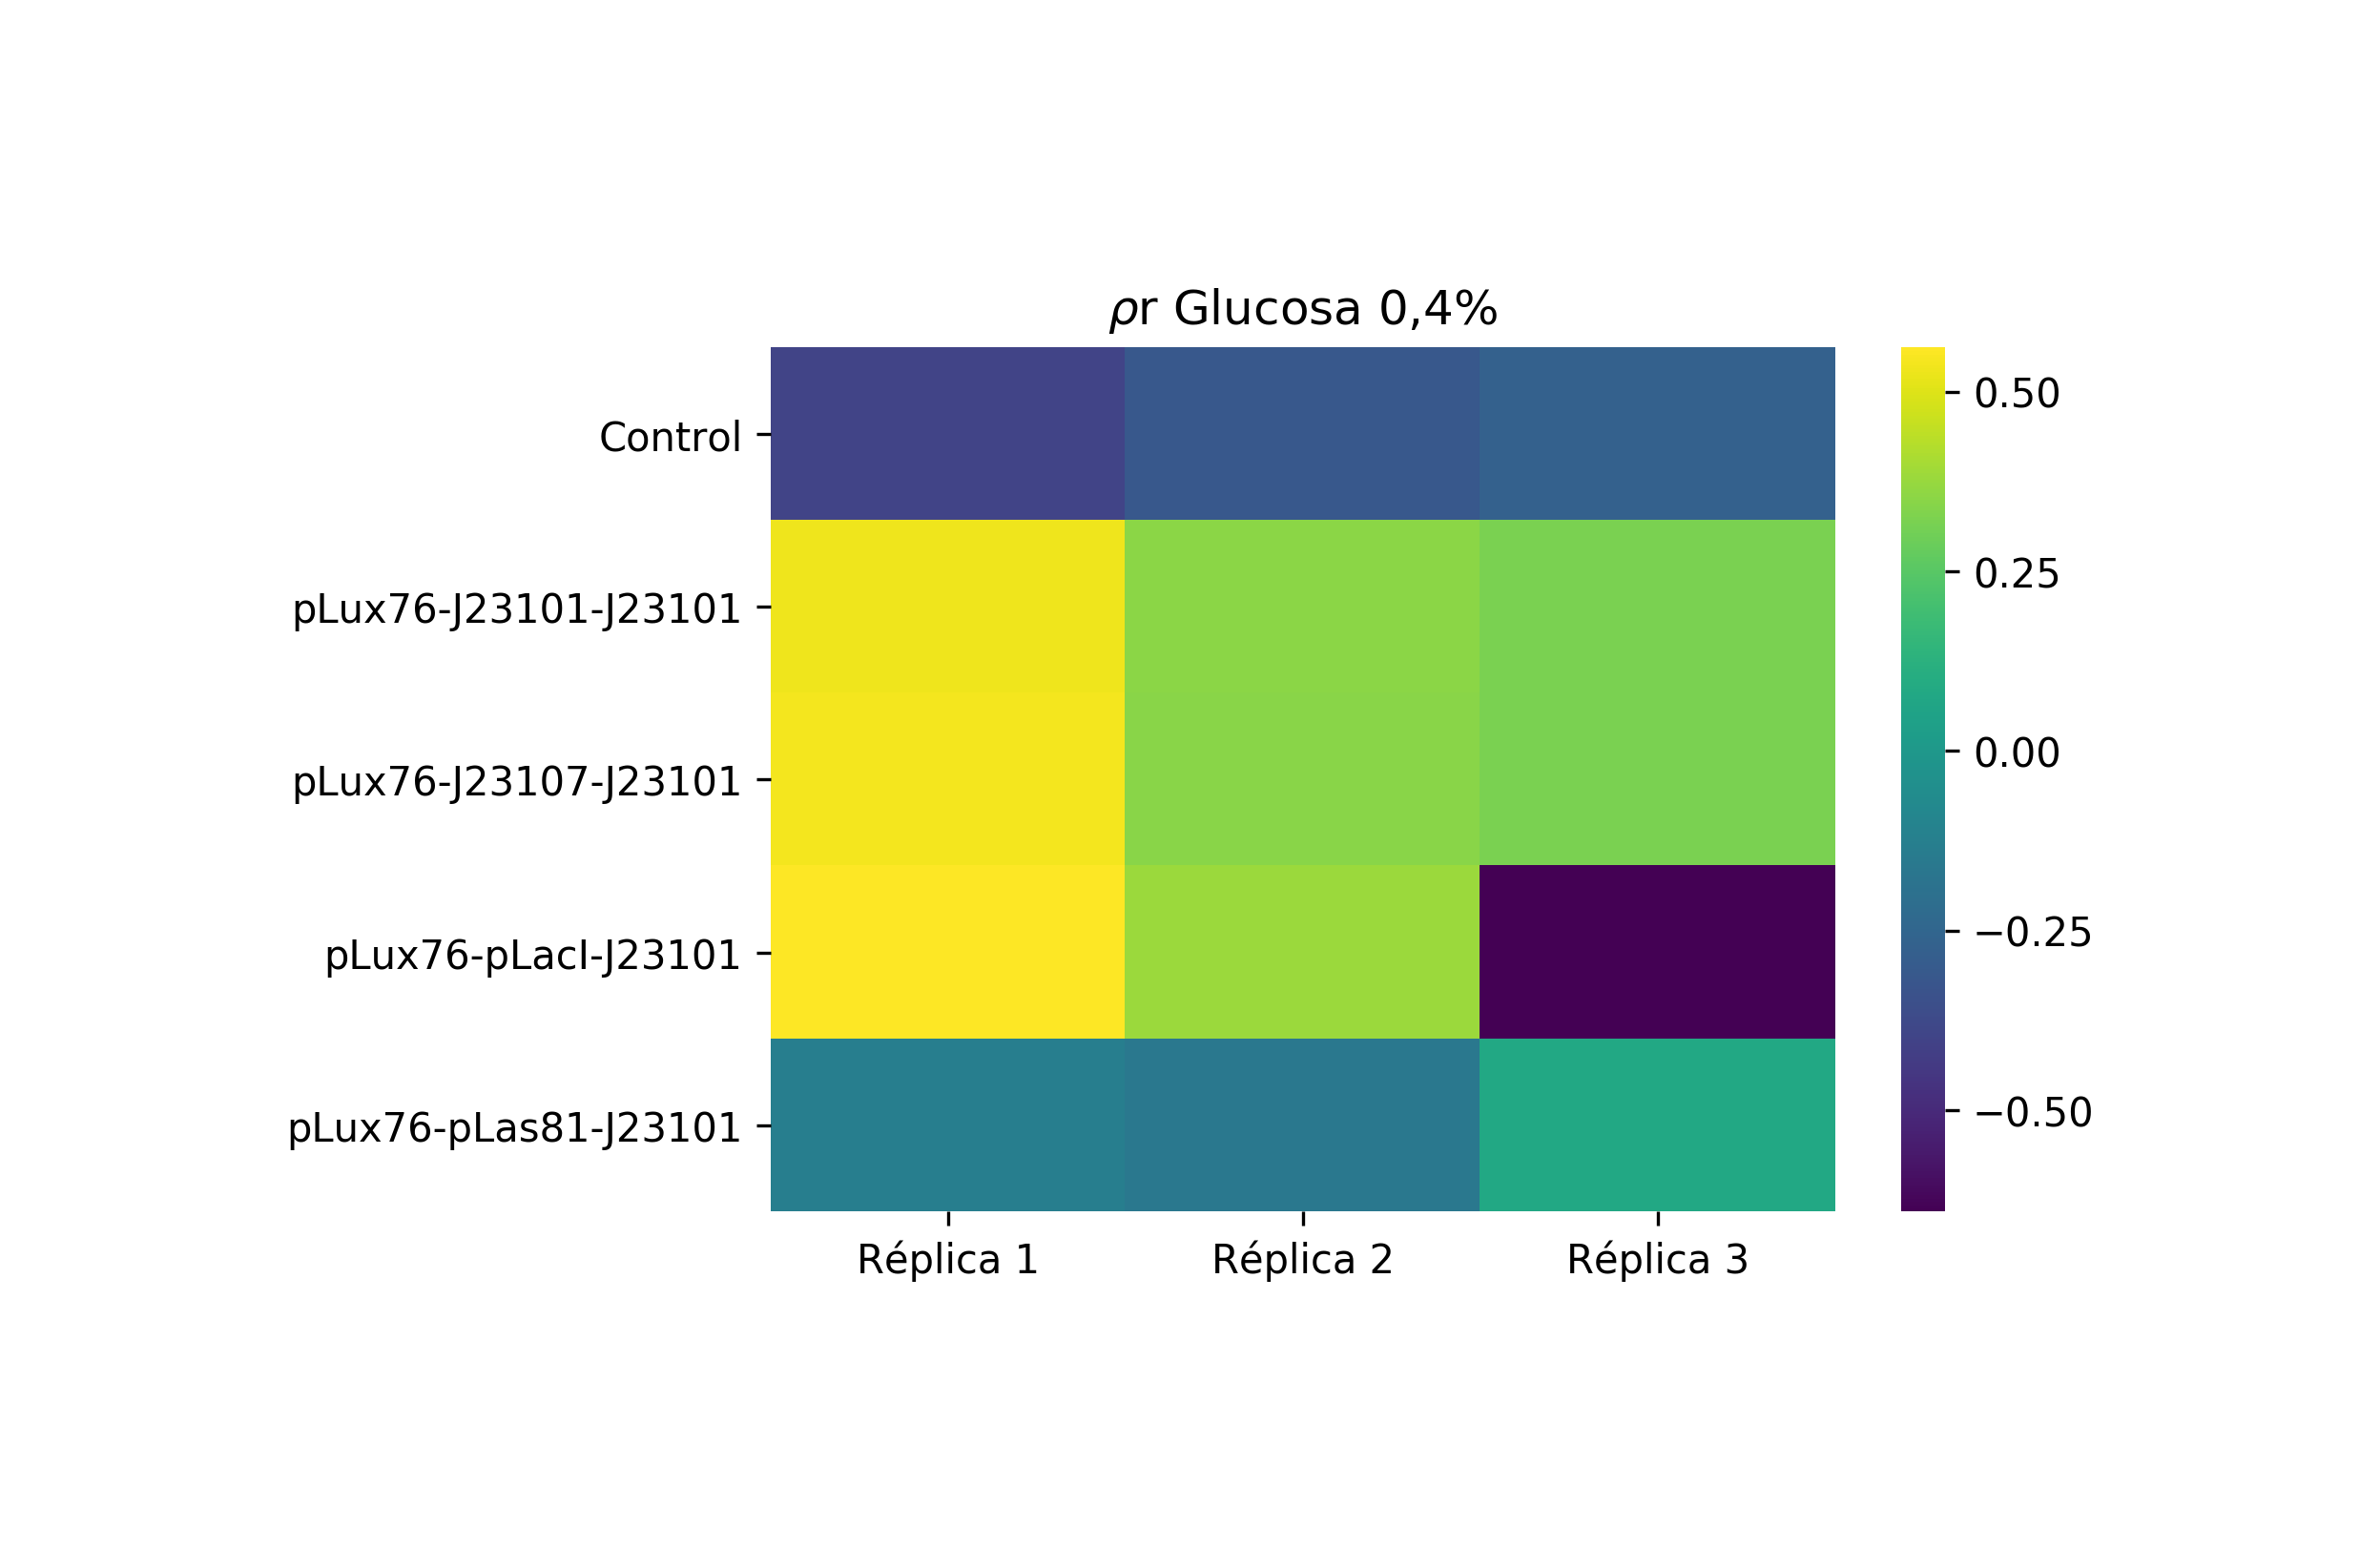 ρr Glucosa 0,4%
Control
pLux76-J23101-J23101
pLux76-J23107-J23101
pLux76-pLacI-J23101
pLux76-pLas81-J23101
Réplica 1 Réplica 2 Réplica 3
0.50
0.25
0.00
−0.25
−0.50